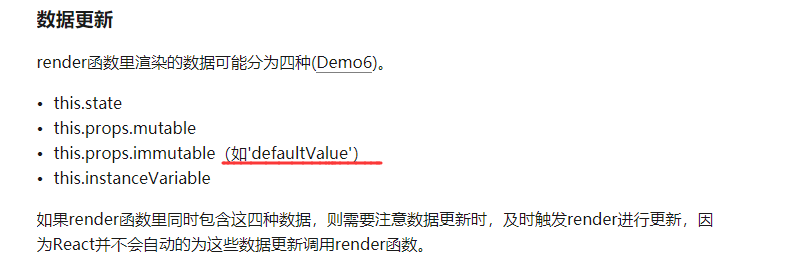 数据更新
render函数里渲染的数据可能分为四种(Demo6)。
• this.state
• this.props.mutable
• this.props.immutable（如'defaultValue'）
• this.instanceVariable
如果render函数里同时包含这四种数据，则需要注意数据更新时，及时触发render进行更新，因
为React并不会自动的为这些数据更新调用render函数。